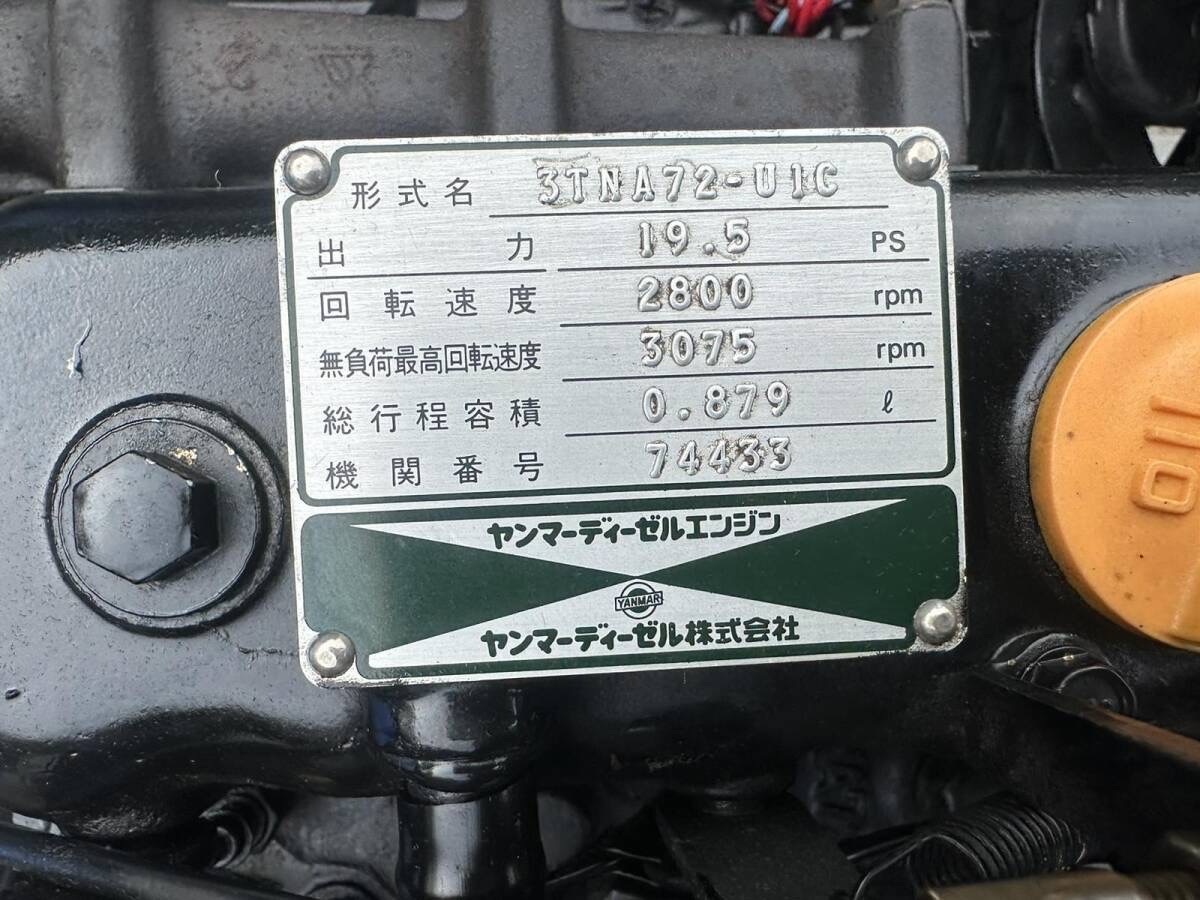 形式名 3TNA72-U1C
出力 19.5 PS
回転速度 2800 rpm
無負荷最高回転速度 3075 rpm
総行程容積 0.879 ℓ
機関番号 74433
ヤンマーディーゼルエンジン
YANMAR
ヤンマーディーゼル株式会社
OIL